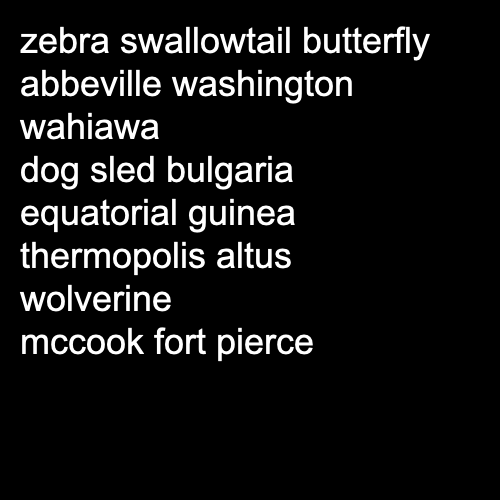 zebra swallowtail butterfly
abbeville washington
wahiawa
dog sled bulgaria
equatorial guinea
thermopolis altus
wolverine
mccook fort pierce